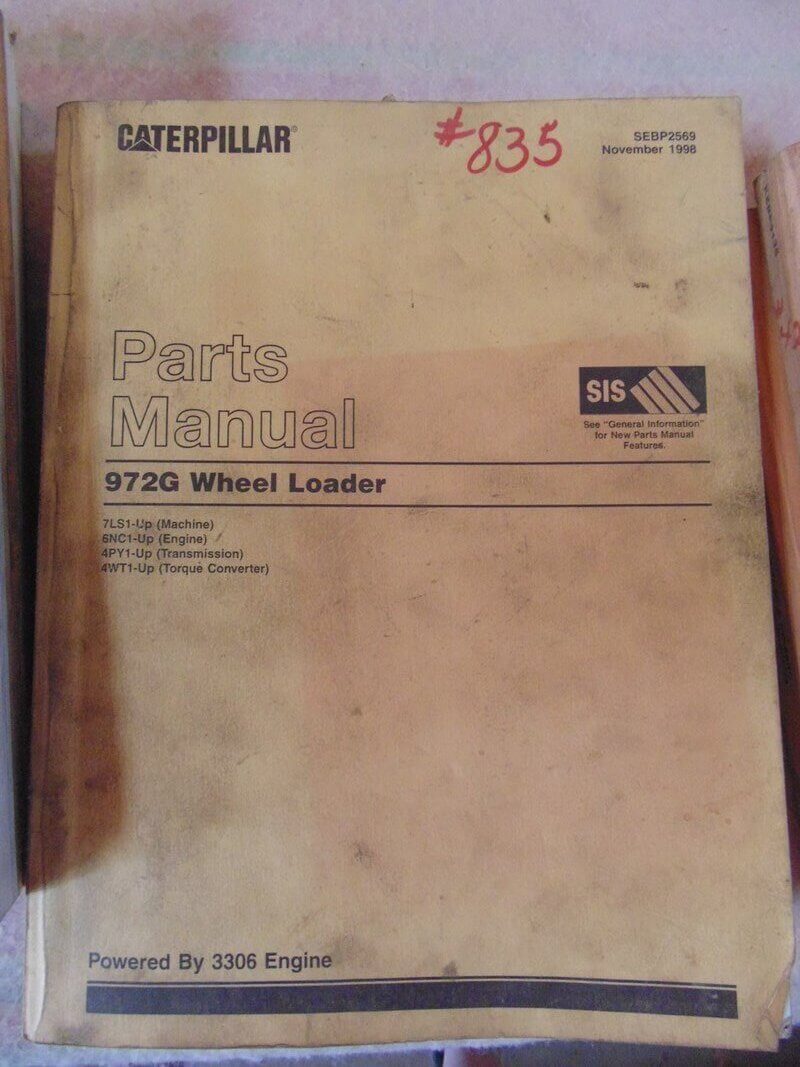 CATERPILLAR®
#835
SEBP2569
November 1998
Parts
Manual
SIS
See "General Information"
for New Parts Manual
Features.
972G Wheel Loader
7LS1-Up (Machine)
6NC1-Up (Engine)
4PY1-Up (Transmission)
4WT1-Up (Torque Converter)
Powered By 3306 Engine